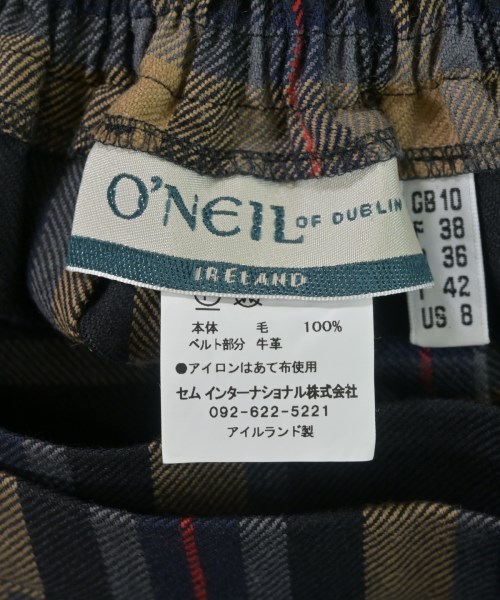 O'NEIL OF DUBLIN
IRELAND
GB 10
F 38
36
I 42
US 8
本体 毛 100%
ベルト部分 牛革
●アイロンはあて布使用
セム インターナショナル株式会社
092-622-5221
アイルランド製